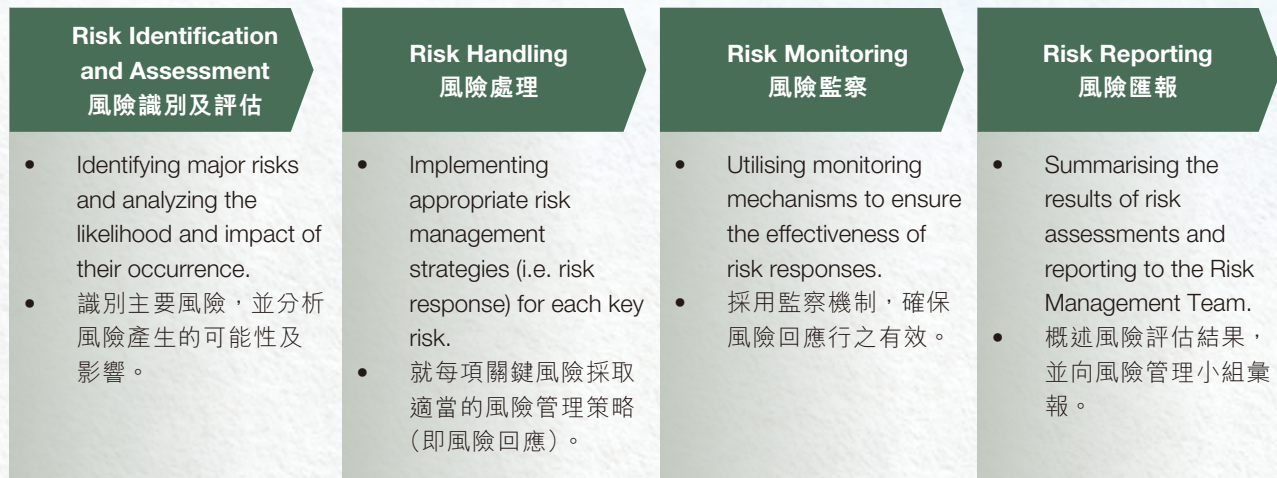 Risk Identification
and Assessment
風險識別及評估
• Identifying major risks
and analyzing the
likelihood and impact of
their occurrence.
• 識別主要風險，並分析
風險產生的可能性及
影響。
Risk Handling
風險處理
• Implementing
appropriate risk
management
strategies (i.e. risk
response) for each key
risk.
• 就每項關鍵風險採取
適當的風險管理策略
（即風險回應）。
Risk Monitoring
風險監察
• Utilising monitoring
mechanisms to ensure
the effectiveness of
risk responses.
• 採用監察機制，確保
風險回應行之有效。
Risk Reporting
風險匯報
• Summarising the
results of risk
assessments and
reporting to the Risk
Management Team.
• 概述風險評估結果，
並向風險管理小組彙
報。